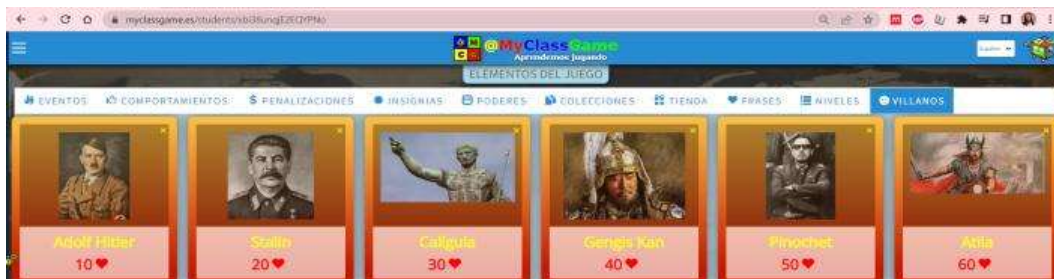 myclassgame.es/students/
@MyClassGame
Aprendemos Jugando
ELEMENTOS DEL JUEGO
EVENTOS COMPORTAMIENTOS $ PENALIZACIONES INSIGNIAS PODERES COLECCIONES TIENDA FRASES NIVELES VILLANOS
Adolf Hitler Stalin Caligula Gengis Kan Pinochet Atila
10 20 30 40 50 60